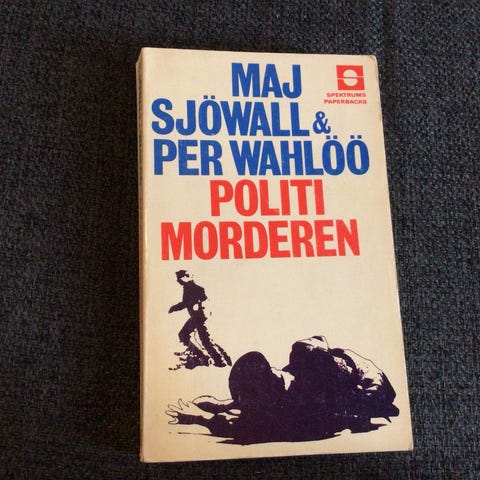 MAJ
SJÖWALL &
PER WAHLÖÖ
POLITI
MORDEREN
SPEKTRUMS
PAPERBACKS